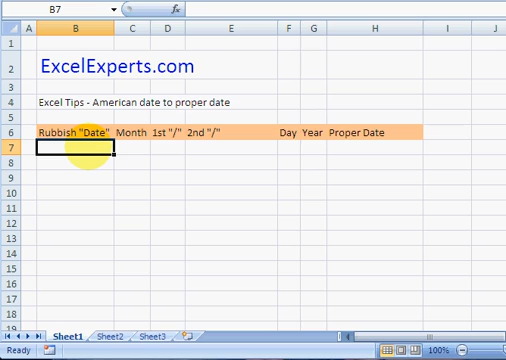 B7 fx
A B C D E F G H I J
1
2 ExcelExperts.com
3
4 Excel Tips - American date to proper date
5
6 Rubbish "Date" Month 1st "/" 2nd "/" Day Year Proper Date
7
8
9
10
11
12
13
14
15
16
17
18
19
Sheet1 Sheet2 Sheet3
Ready 100%